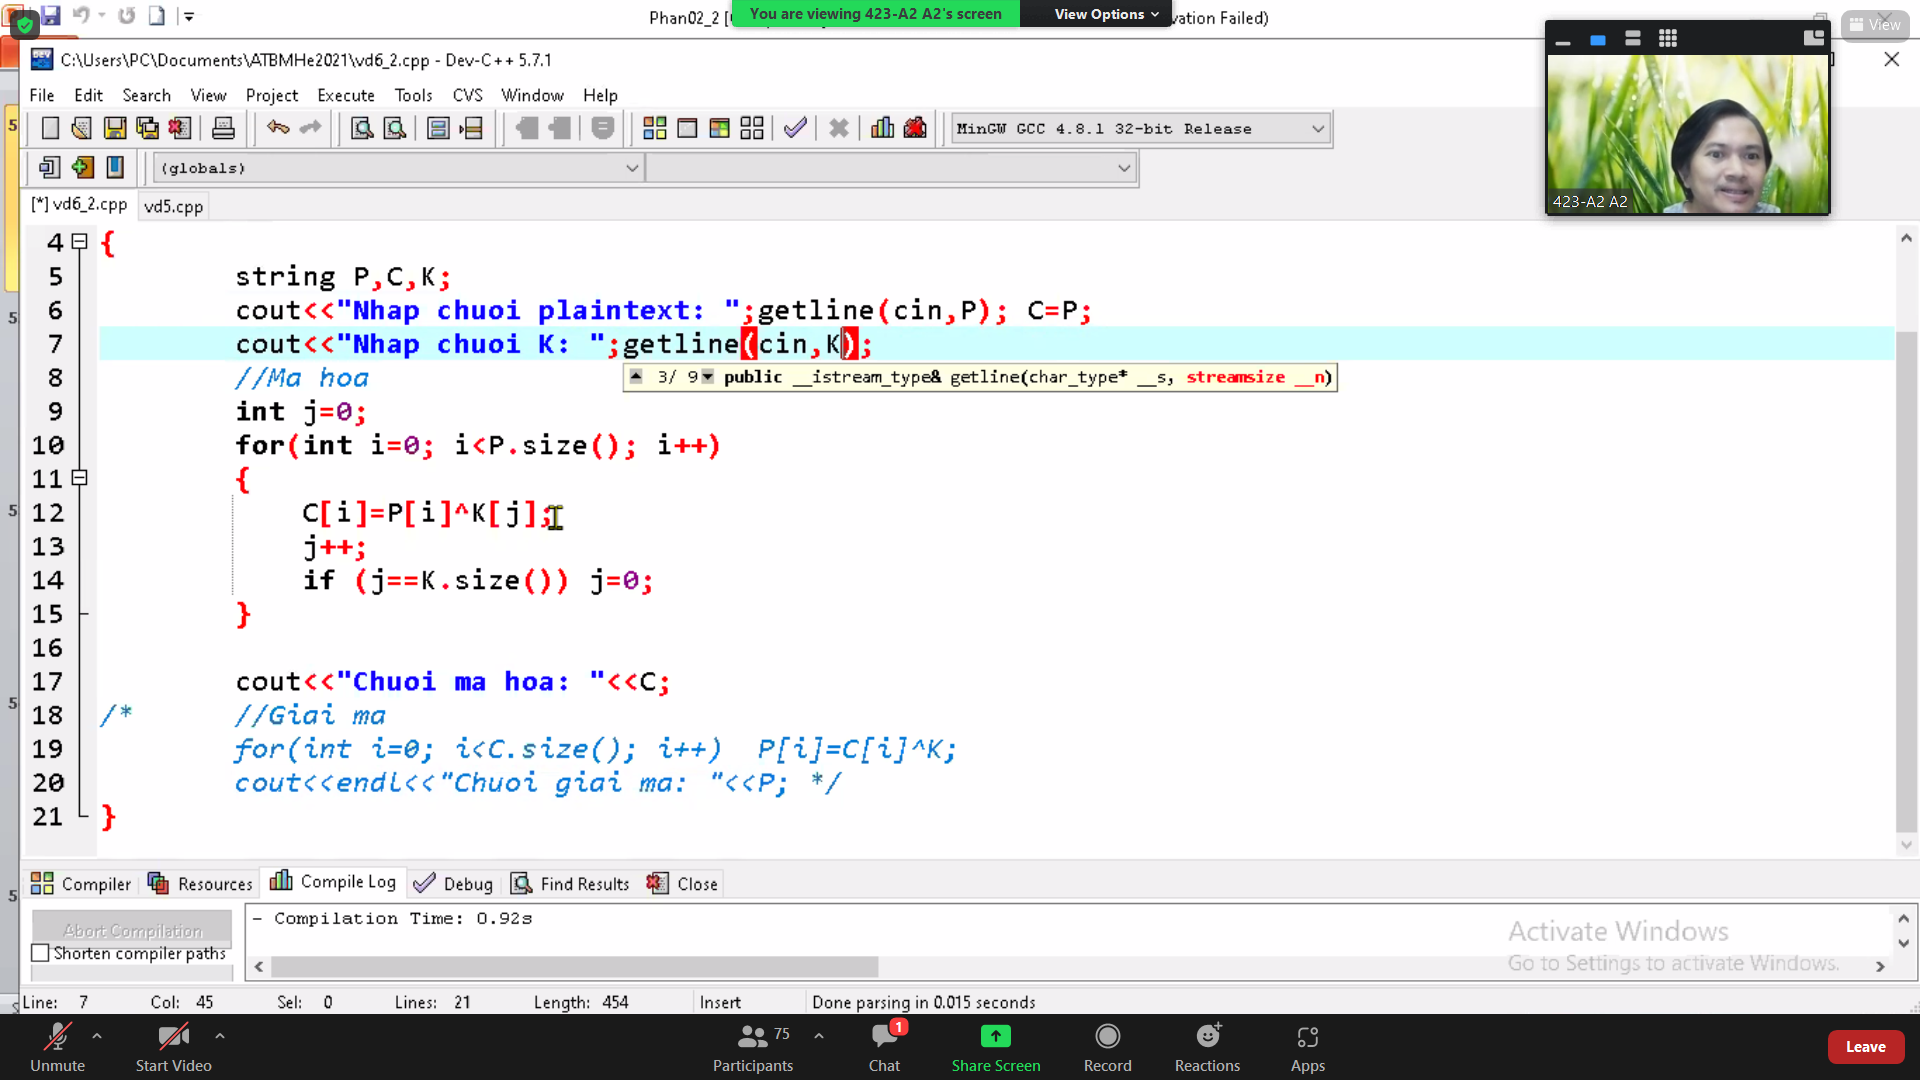 Phan02_2 [
You are viewing 423-A2 A2's screen
View Options
vation Failed)
View
C:\Users\PC\Documents\ATBMHe2021\vd6_2.cpp - Dev-C++ 5.7.1
File Edit Search View Project Execute Tools CVS Window Help
MinGW GCC 4.8.1 32-bit Release
(globals)
[*] vd6_2.cpp vd5.cpp
423-A2 A2
4 {
5 string P,C,K;
6 cout<<"Nhap chuoi plaintext: ";getline(cin,P); C=P;
7 cout<<"Nhap chuoi K: ";getline(cin,K);
8 //Ma hoa
3/ 9 public __istream_type& getline(char_type* __s, streamsize __n)
9 int j=0;
10 for(int i=0; i<P.size(); i++)
11 {
12 C[i]=P[i]^K[j];
13 j++;
14 if (j==K.size()) j=0;
15 }
16
17 cout<<"Chuoi ma hoa: "<<C;
18 /* //Giai ma
19 for(int i=0; i<C.size(); i++) P[i]=C[i]^K;
20 cout<<endl<<"Chuoi giai ma: "<<P; */
21 }
Compiler Resources Compile Log Debug Find Results Close
Abort Compilation
Shorten compiler paths
- Compilation Time: 0.92s
Activate Windows
Go to Settings to activate Windows.
Line: 7 Col: 45 Sel: 0 Lines: 21 Length: 454 Insert Done parsing in 0.015 seconds
Unmute
Start Video
75
Participants
1
Chat
Share Screen
Record
Reactions
Apps
Leave